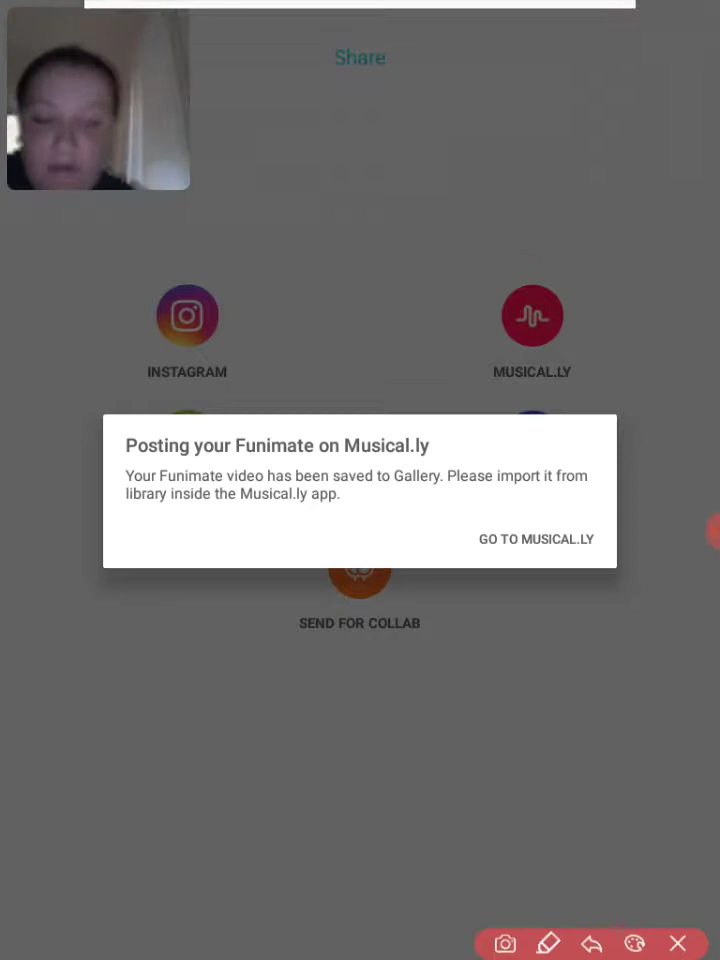 Share
INSTAGRAM
MUSICAL.LY
Posting your Funimate on Musical.ly
Your Funimate video has been saved to Gallery. Please import it from
library inside the Musical.ly app.
GO TO MUSICAL.LY
SEND FOR COLLAB